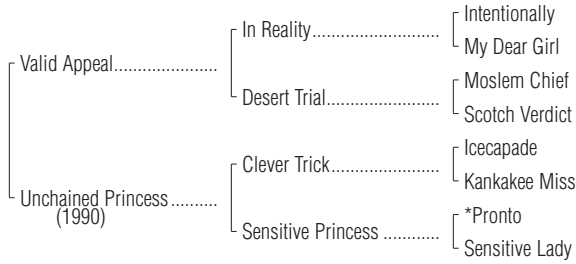 Intentionally
In Reality........................................
My Dear Girl
Valid Appeal.....................
Moslem Chief
Desert Trial....................................
Scotch Verdict
Icecapade
Clever Trick...................................
Kankakee Miss
Unchained Princess..........
(1990)
*Pronto
Sensitive Princess ..................
Sensitive Lady